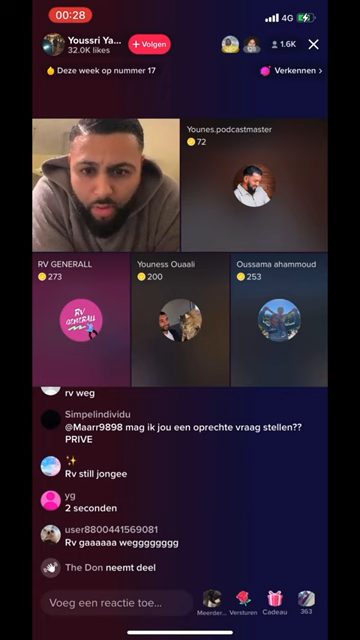 00:28
4G
Youssri Ya...
32.0K likes
+ Volgen
1.6K
Deze week op nummer 17
Verkennen >
Younes.podcastmaster
72
RV GENERALL
273
Youness Ouaali
200
Oussama ahammoud
253
RV
GENERALL
rv weg
Simpelindividu
@Maarr9898 mag ik jou een oprechte vraag stellen??
PRIVE
Rv still jongee
yg
2 seconden
user8800441569081
Rv gaaaaaa wegggggggg
The Don neemt deel
Voeg een reactie toe...
Meerder...
Versturen
Cadeau
363